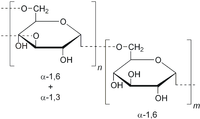 O–CH₂
O
O
OH
OH
n
α-1,6
+
α-1,3
O–CH₂
O
OH
OH
OH
m
α-1,6